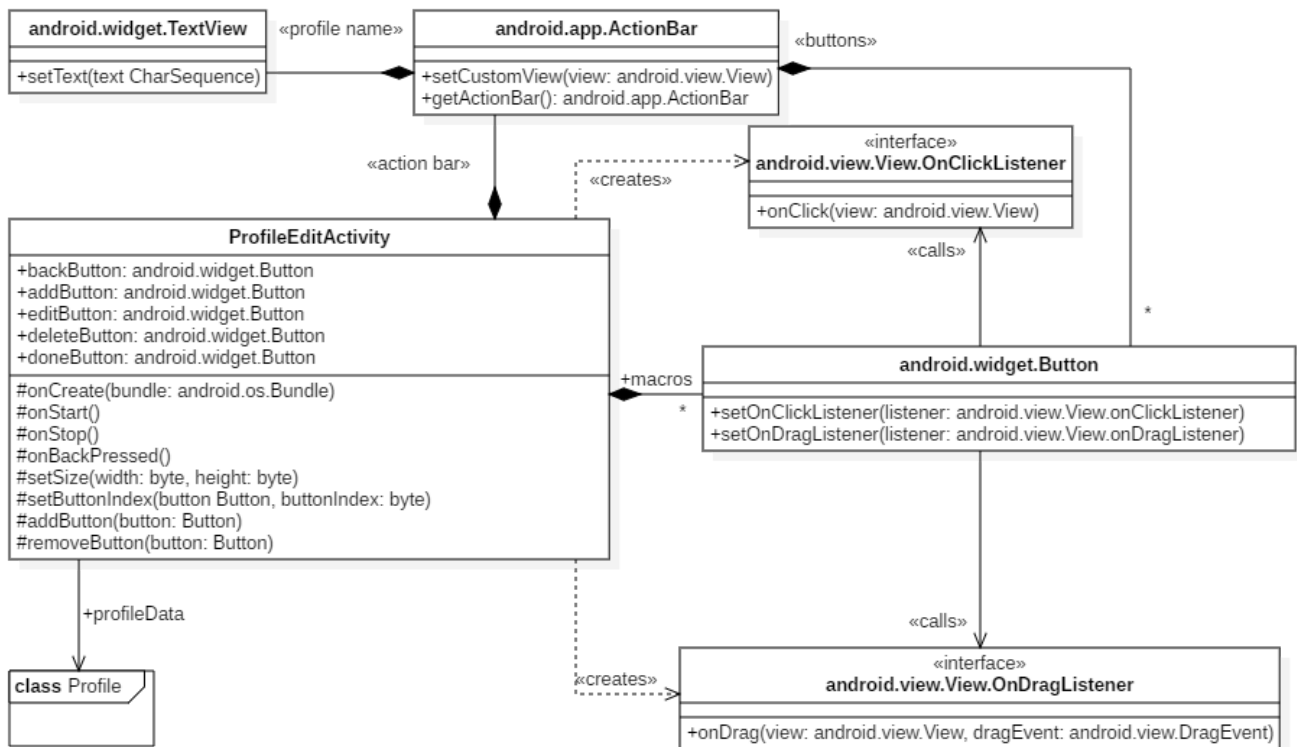 android.widget.TextView
+setText(text CharSequence)
«profile name»
android.app.ActionBar
+setCustomView(view: android.view.View)
+getActionBar(): android.app.ActionBar
«buttons»
«action bar»
«creates»
«interface»
android.view.View.OnClickListener
+onClick(view: android.view.View)
«calls»
*
ProfileEditActivity
+backButton: android.widget.Button
+addButton: android.widget.Button
+editButton: android.widget.Button
+deleteButton: android.widget.Button
+doneButton: android.widget.Button
#onCreate(bundle: android.os.Bundle)
#onStart()
#onStop()
#onBackPressed()
#setSize(width: byte, height: byte)
#setButtonIndex(button Button, buttonIndex: byte)
#addButton(button: Button)
#removeButton(button: Button)
+macros
*
android.widget.Button
+setOnClickListener(listener: android.view.View.onClickListener)
+setOnDragListener(listener: android.view.View.onDragListener)
+profileData
class Profile
«calls»
«creates»
«interface»
android.view.View.OnDragListener
+onDrag(view: android.view.View, dragEvent: android.view.DragEvent)